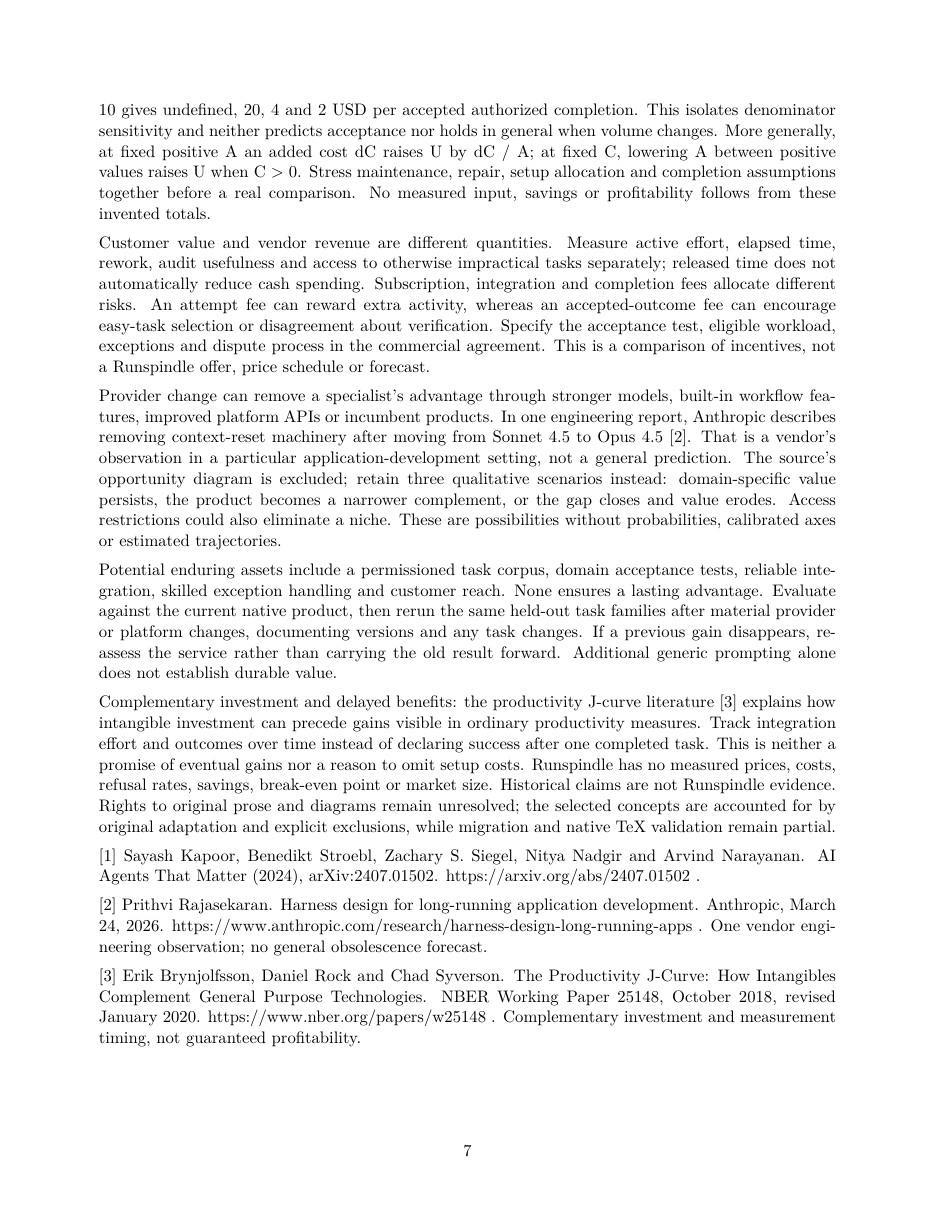 10 gives undefined, 20, 4 and 2 USD per accepted authorized completion. This isolates denominator
sensitivity and neither predicts acceptance nor holds in general when volume changes. More generally,
at fixed positive A an added cost dC raises U by dC / A; at fixed C, lowering A between positive
values raises U when C > 0. Stress maintenance, repair, setup allocation and completion assumptions
together before a real comparison. No measured input, savings or profitability follows from these
invented totals.
Customer value and vendor revenue are different quantities. Measure active effort, elapsed time,
rework, audit usefulness and access to otherwise impractical tasks separately; released time does not
automatically reduce cash spending. Subscription, integration and completion fees allocate different
risks. An attempt fee can reward extra activity, whereas an accepted-outcome fee can encourage
easy-task selection or disagreement about verification. Specify the acceptance test, eligible workload,
exceptions and dispute process in the commercial agreement. This is a comparison of incentives, not
a Runspindle offer, price schedule or forecast.
Provider change can remove a specialist's advantage through stronger models, built-in workflow fea-
tures, improved platform APIs or incumbent products. In one engineering report, Anthropic describes
removing context-reset machinery after moving from Sonnet 4.5 to Opus 4.5 [2]. That is a vendor's
observation in a particular application-development setting, not a general prediction. The source's
opportunity diagram is excluded; retain three qualitative scenarios instead: domain-specific value
persists, the product becomes a narrower complement, or the gap closes and value erodes. Access
restrictions could also eliminate a niche. These are possibilities without probabilities, calibrated axes
or estimated trajectories.
Potential enduring assets include a permissioned task corpus, domain acceptance tests, reliable inte-
gration, skilled exception handling and customer reach. None ensures a lasting advantage. Evaluate
against the current native product, then rerun the same held-out task families after material provider
or platform changes, documenting versions and any task changes. If a previous gain disappears, re-
assess the service rather than carrying the old result forward. Additional generic prompting alone
does not establish durable value.
Complementary investment and delayed benefits: the productivity J-curve literature [3] explains how
intangible investment can precede gains visible in ordinary productivity measures. Track integration
effort and outcomes over time instead of declaring success after one completed task. This is neither a
promise of eventual gains nor a reason to omit setup costs. Runspindle has no measured prices, costs,
refusal rates, savings, break-even point or market size. Historical claims are not Runspindle evidence.
Rights to original prose and diagrams remain unresolved; the selected concepts are accounted for by
original adaptation and explicit exclusions, while migration and native TeX validation remain partial.
[1] Sayash Kapoor, Benedikt Stroebl, Zachary S. Siegel, Nitya Nadgir and Arvind Narayanan. AI
Agents That Matter (2024), arXiv:2407.01502. https://arxiv.org/abs/2407.01502 .
[2] Prithvi Rajasekaran. Harness design for long-running application development. Anthropic, March
24, 2026. https://www.anthropic.com/research/harness-design-long-running-apps . One vendor engi-
neering observation; no general obsolescence forecast.
[3] Erik Brynjolfsson, Daniel Rock and Chad Syverson. The Productivity J-Curve: How Intangibles
Complement General Purpose Technologies. NBER Working Paper 25148, October 2018, revised
January 2020. https://www.nber.org/papers/w25148 . Complementary investment and measurement
timing, not guaranteed profitability.
7